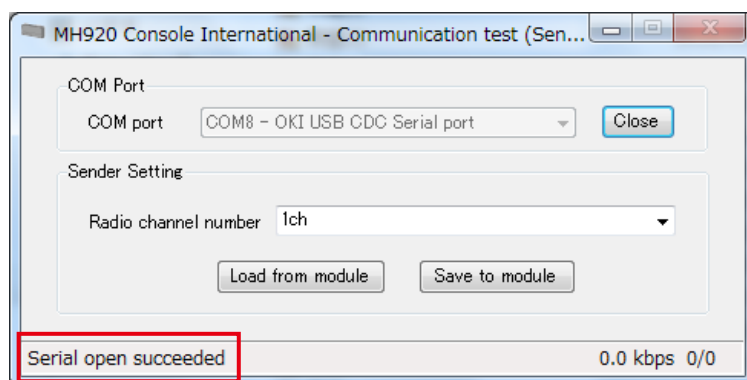 MH920 Console International - Communication test (Sen...
COM Port
COM port COM8 - OKI USB CDC Serial port Close
Sender Setting
Radio channel number 1ch
Load from module Save to module
Serial open succeeded 0.0 kbps 0/0